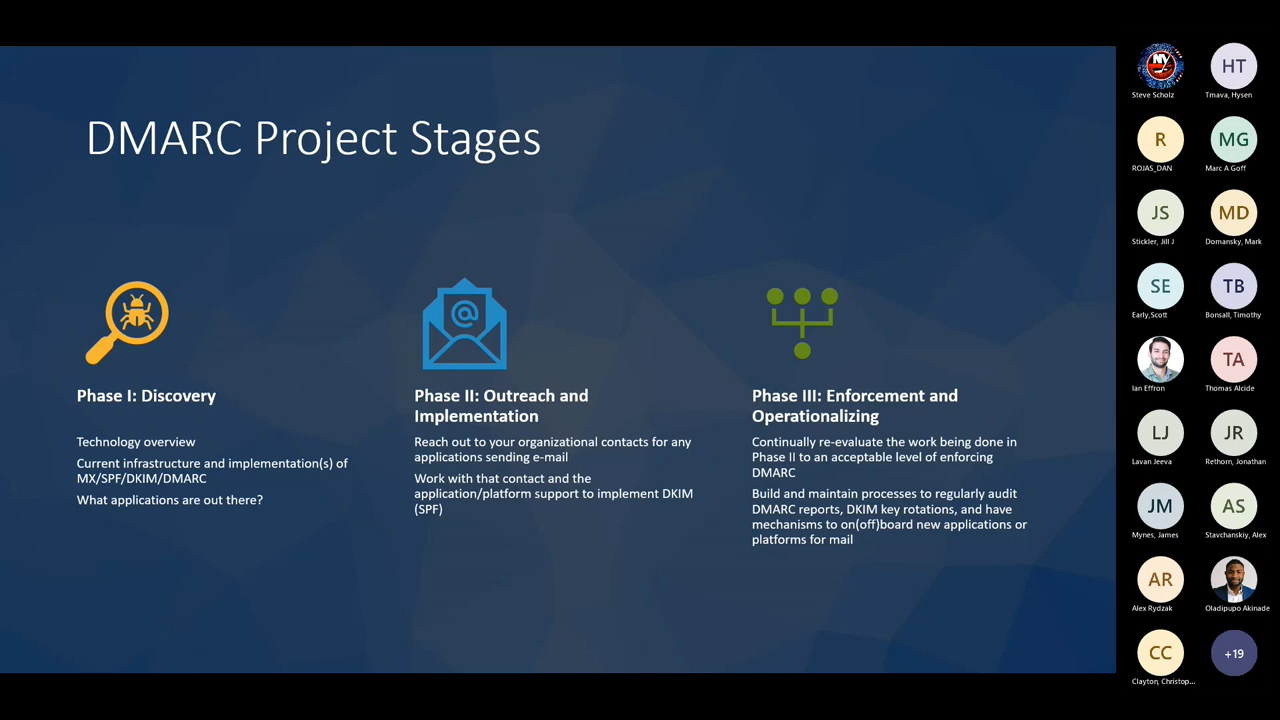 DMARC Project Stages
Phase I: Discovery
Technology overview
Current infrastructure and implementation(s) of
MX/SPF/DKIM/DMARC
What applications are out there?
@
Phase II: Outreach and
Implementation
Reach out to your organizational contacts for any
applications sending e-mail
Work with that contact and the
application/platform support to implement DKIM
(SPF)
Phase III: Enforcement and
Operationalizing
Continually re-evaluate the work being done in
Phase II to an acceptable level of enforcing
DMARC
Build and maintain processes to regularly audit
DMARC reports, DKIM key rotations, and have
mechanisms to on(off)board new applications or
platforms for mail
NY
Steve Scholz
HT
Tmava, Hysen
R
ROJAS_DAN
MG
Marc A Goff
JS
Stickler, Jill J
MD
Domansky, Mark
SE
Early,Scott
TB
Bonsall, Timothy
Ian Effron
TA
Thomas Alcide
LJ
Lavan Jeeva
JR
Rethorn, Jonathan
JM
Mynes, James
AS
Stavchanskiy, Alex
AR
Alex Rydzak
Oladipupo Akinade
CC
Clayton, Christop...
+19